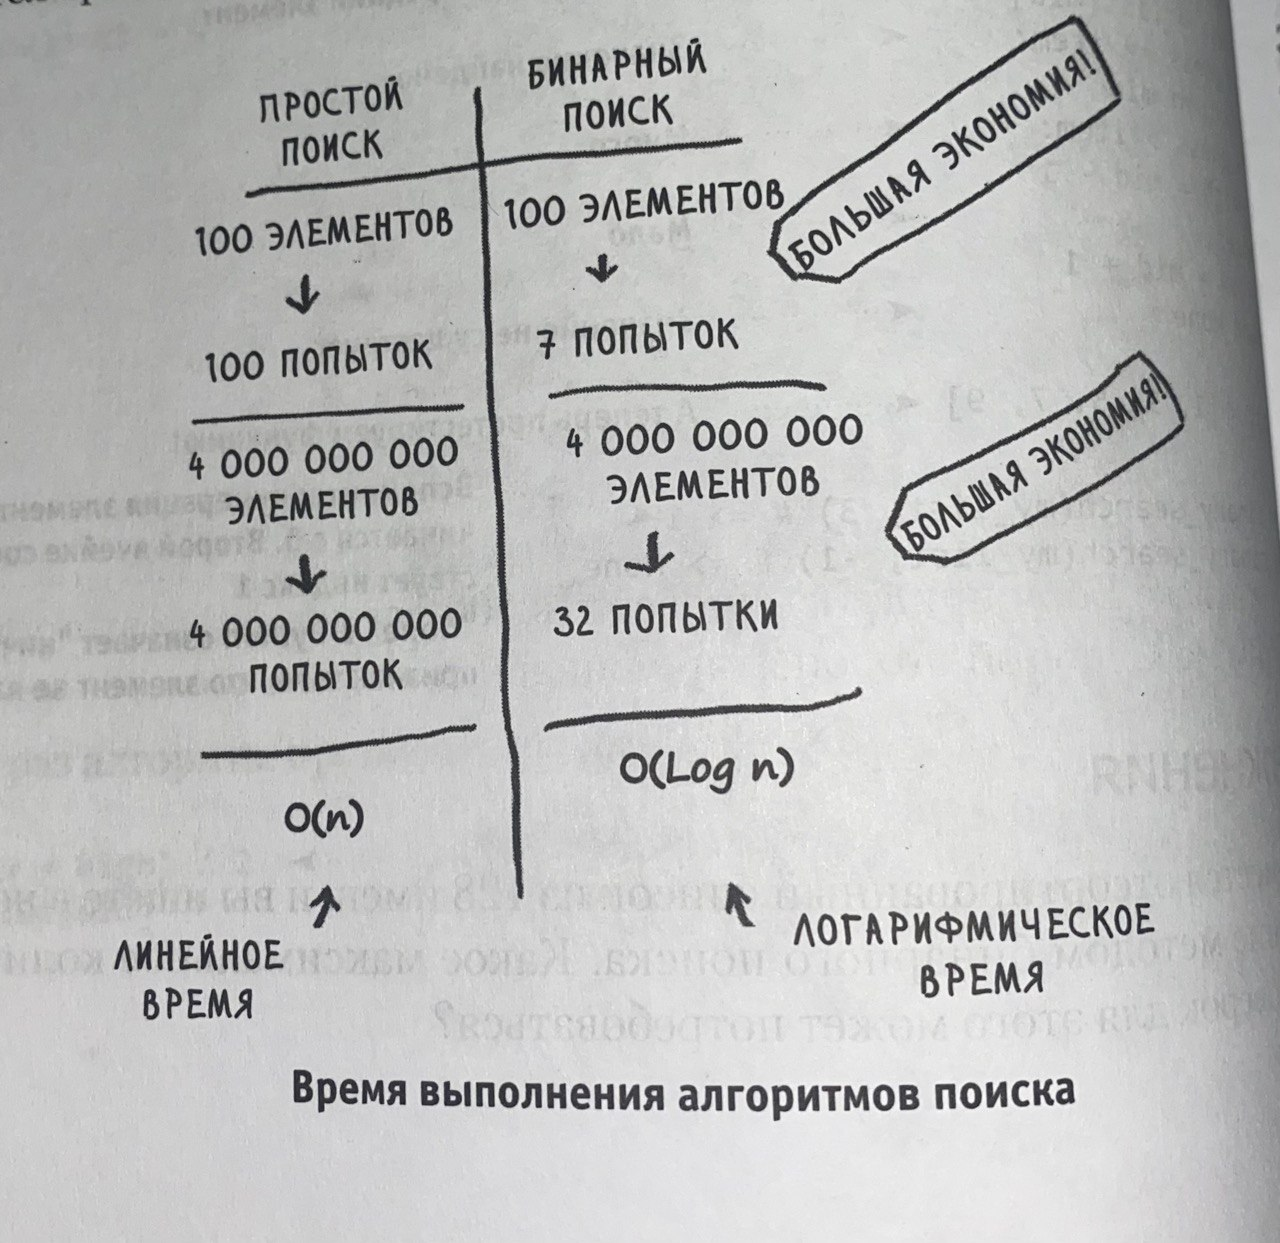 ПРОСТОЙ
ПОИСК
100 ЭЛЕМЕНТОВ
100 ПОПЫТОК
4 000 000 000
ЭЛЕМЕНТОВ
4 000 000 000
ПОПЫТОК
O(n)
ЛИНЕЙНОЕ
ВРЕМЯ
БИНАРНЫЙ
ПОИСК
100 ЭЛЕМЕНТОВ
7 ПОПЫТОК
БОЛЬШАЯ ЭКОНОМИЯ!
4 000 000 000
ЭЛЕМЕНТОВ
32 ПОПЫТКИ
БОЛЬШАЯ ЭКОНОМИЯ!
O(Log n)
ЛОГАРИФМИЧЕСКОЕ
ВРЕМЯ
Время выполнения алгоритмов поиска